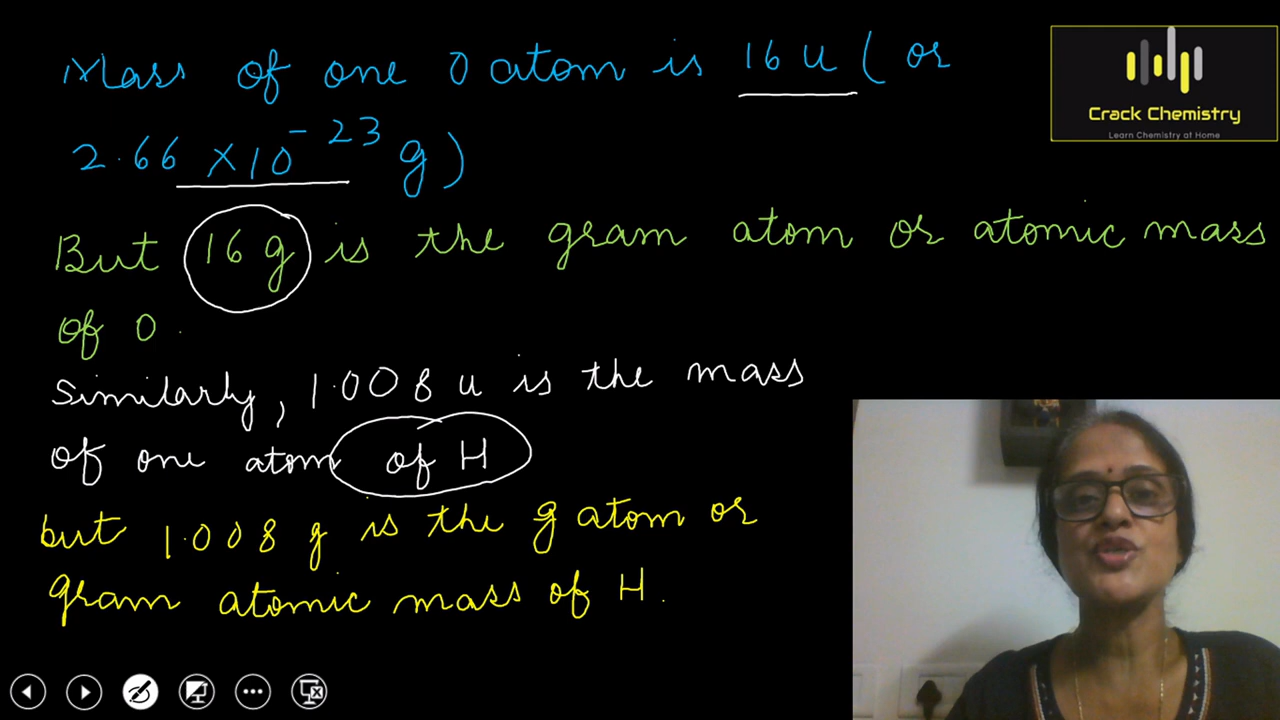 Mass of one O atom is 16 u ( or
2.66 × 10⁻²³ g )
But 16 g is the gram atom or atomic mass
of O.
Similarly, 1.008 u is the mass
of one atom of H
but 1.008 g is the g atom or
gram atomic mass of H.
Crack Chemistry
Learn Chemistry at Home